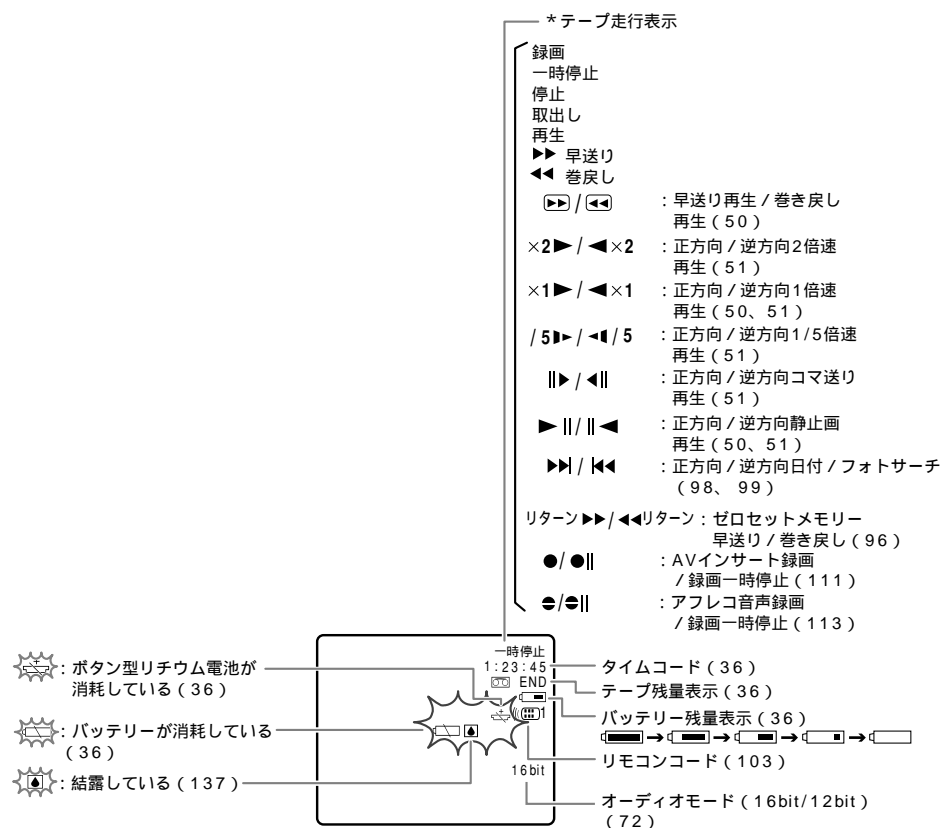 *テープ走行表示
録画
一時停止
停止
取出し
再生
▶▶ 早送り
◀◀ 巻戻し
▶▶/◀◀ :早送り再生/巻き戻し
再生(50)
×2▶/◀×2 :正方向/逆方向2倍速
再生(51)
×1▶/◀×1 :正方向/逆方向1倍速
再生(50、51)
/5▮▶/◀▮/5 :正方向/逆方向1/5倍速
再生(51)
||▶/◀|| :正方向/逆方向コマ送り
再生(51)
▶||/||◀ :正方向/逆方向静止画
再生(50、51)
▶▶|/|◀◀ :正方向/逆方向日付/フォトサーチ
(98、 99)
リターン▶▶/◀◀リターン:ゼロセットメモリー
早送り/巻き戻し(96)
●/●|| :AVインサート録画
/録画一時停止(111)
:アフレコ音声録画
/録画一時停止(113)
一時停止
1:23:45
END
1
16bit
:ボタン型リチウム電池が
消耗している(36)
:バッテリーが消耗している
(36)
:結露している(137)
タイムコード(36)
テープ残量表示(36)
バッテリー残量表示(36)
→ → → →
リモコンコード(103)
オーディオモード(16bit/12bit)
(72)